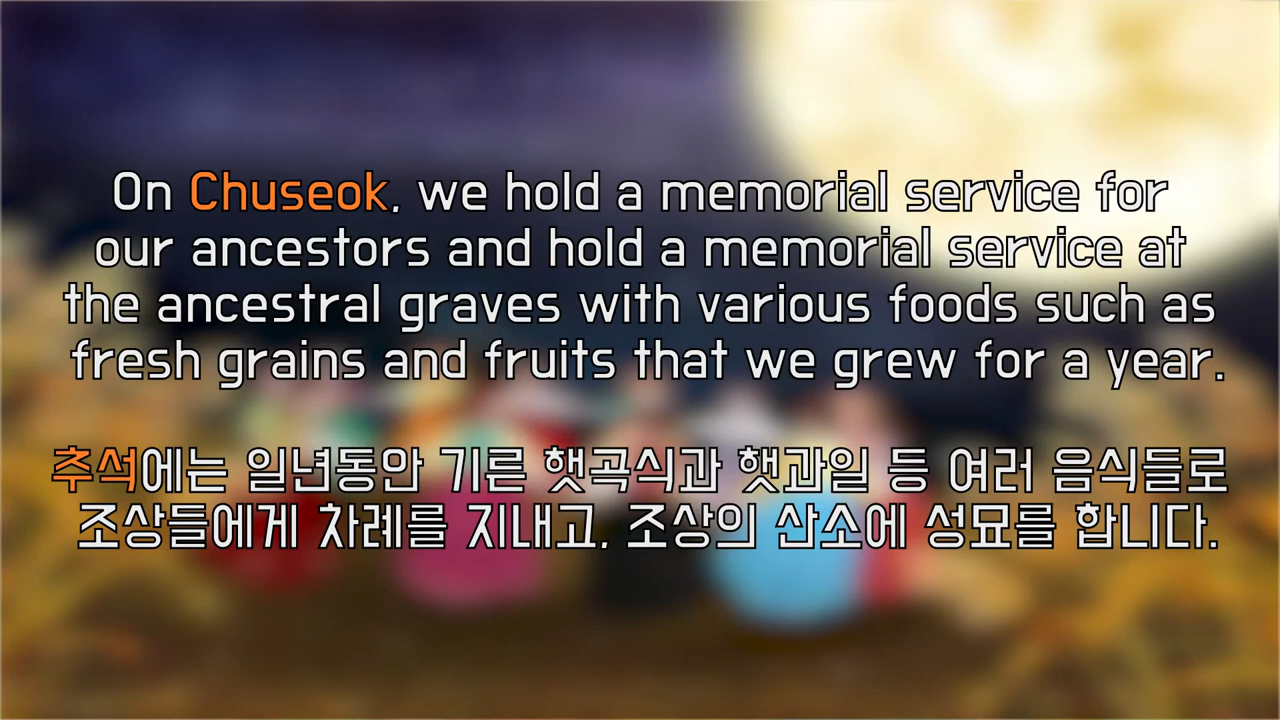 On Chuseok, we hold a memorial service for
our ancestors and hold a memorial service at
the ancestral graves with various foods such as
fresh grains and fruits that we grew for a year.
추석에는 일년동안 기른 햇곡식과 햇과일 등 여러 음식들로
조상들에게 차례를 지내고, 조상의 산소에 성묘를 합니다.